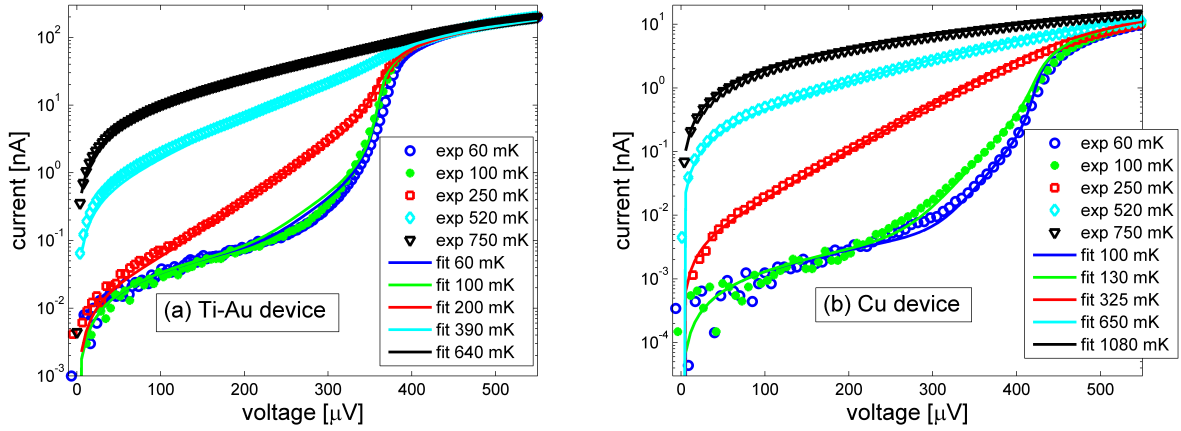 10^2
10^1
10^0
10^-1
10^-2
10^-3
current [nA]
0 100 200 300 400 500
voltage [μV]
(a) Ti-Au device
exp 60 mK
exp 100 mK
exp 250 mK
exp 520 mK
exp 750 mK
fit 60 mK
fit 100 mK
fit 200 mK
fit 390 mK
fit 640 mK
10^1
10^0
10^-1
10^-2
10^-3
10^-4
current [nA]
0 100 200 300 400 500
voltage [μV]
(b) Cu device
exp 60 mK
exp 100 mK
exp 250 mK
exp 520 mK
exp 750 mK
fit 100 mK
fit 130 mK
fit 325 mK
fit 650 mK
fit 1080 mK